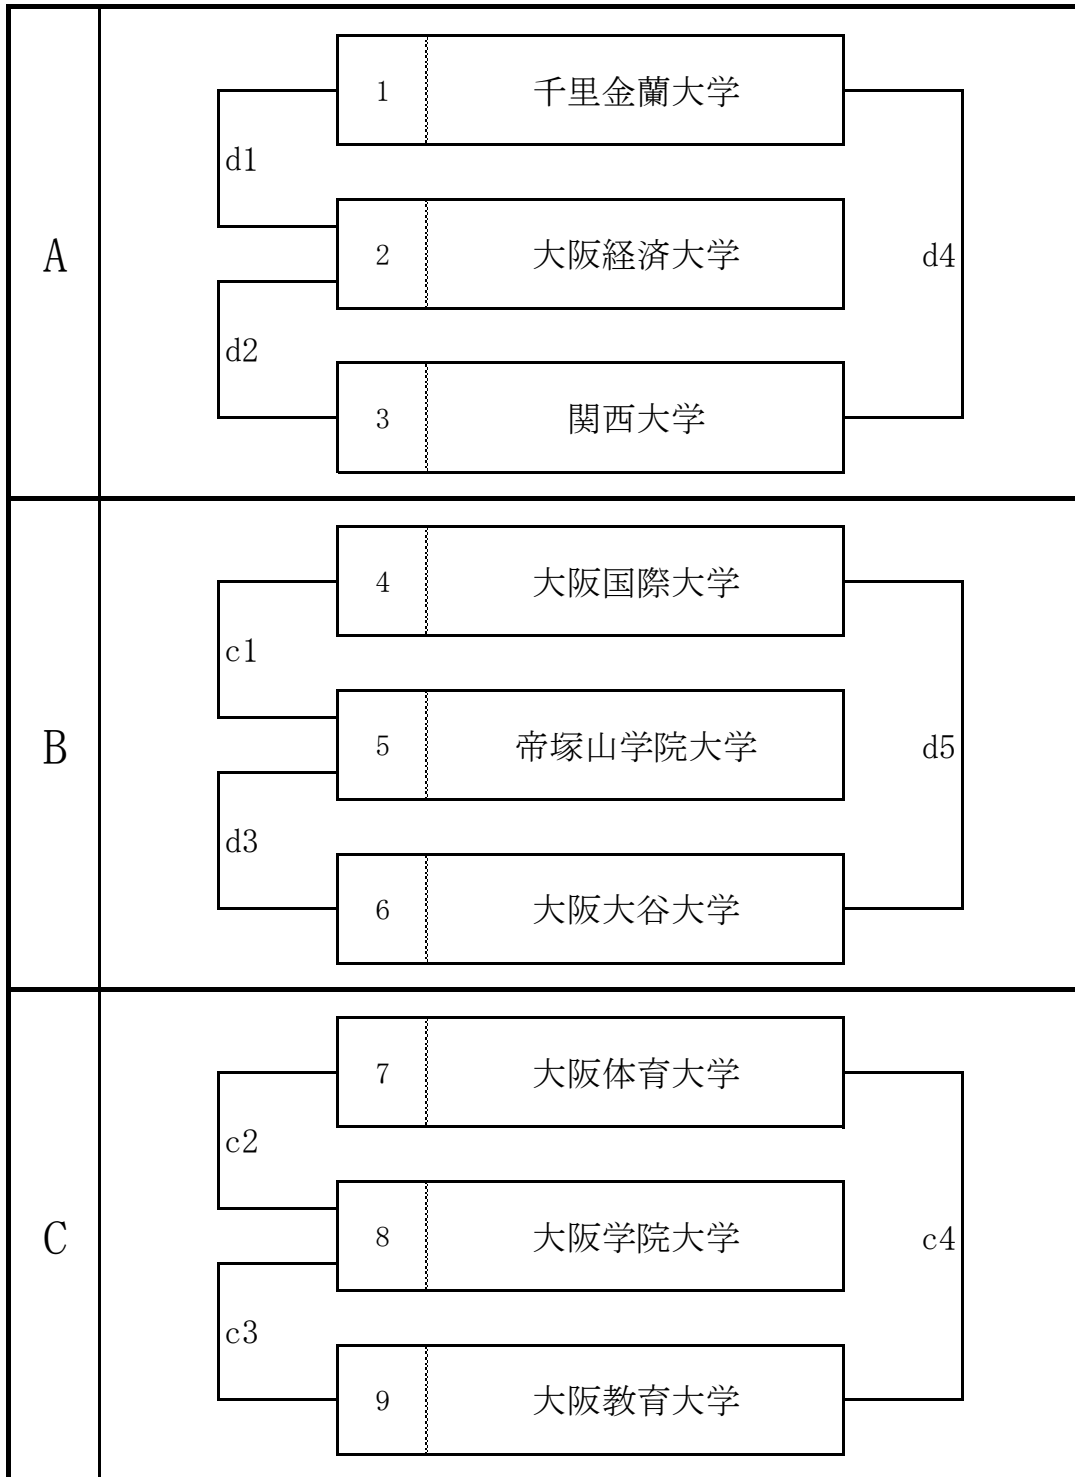 A
1 千里金蘭大学
d1
2 大阪経済大学
d4
d2
3 関西大学
B
4 大阪国際大学
c1
5 帝塚山学院大学
d5
d3
6 大阪大谷大学
C
7 大阪体育大学
c2
8 大阪学院大学
c4
c3
9 大阪教育大学